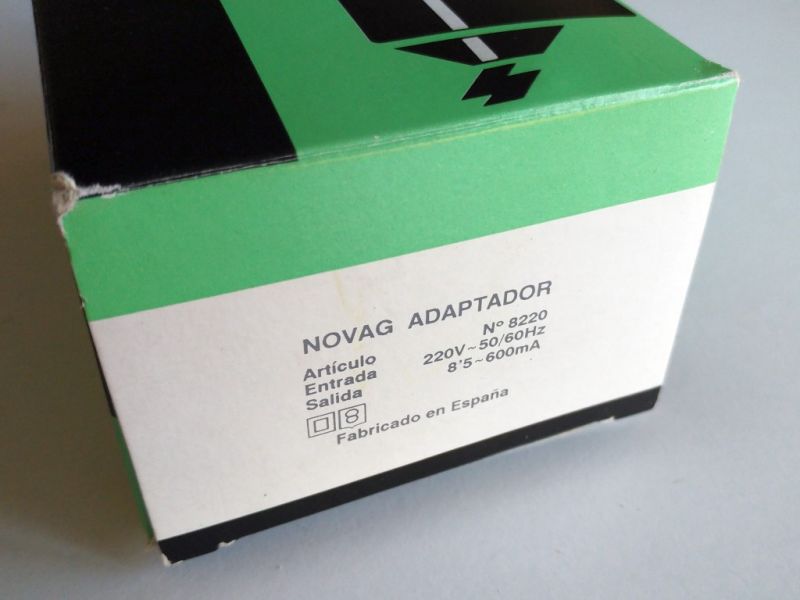 NOVAG ADAPTADOR
Artículo Nº 8220
Entrada 220V~50/60Hz
Salida 8'5~600mA
Fabricado en España